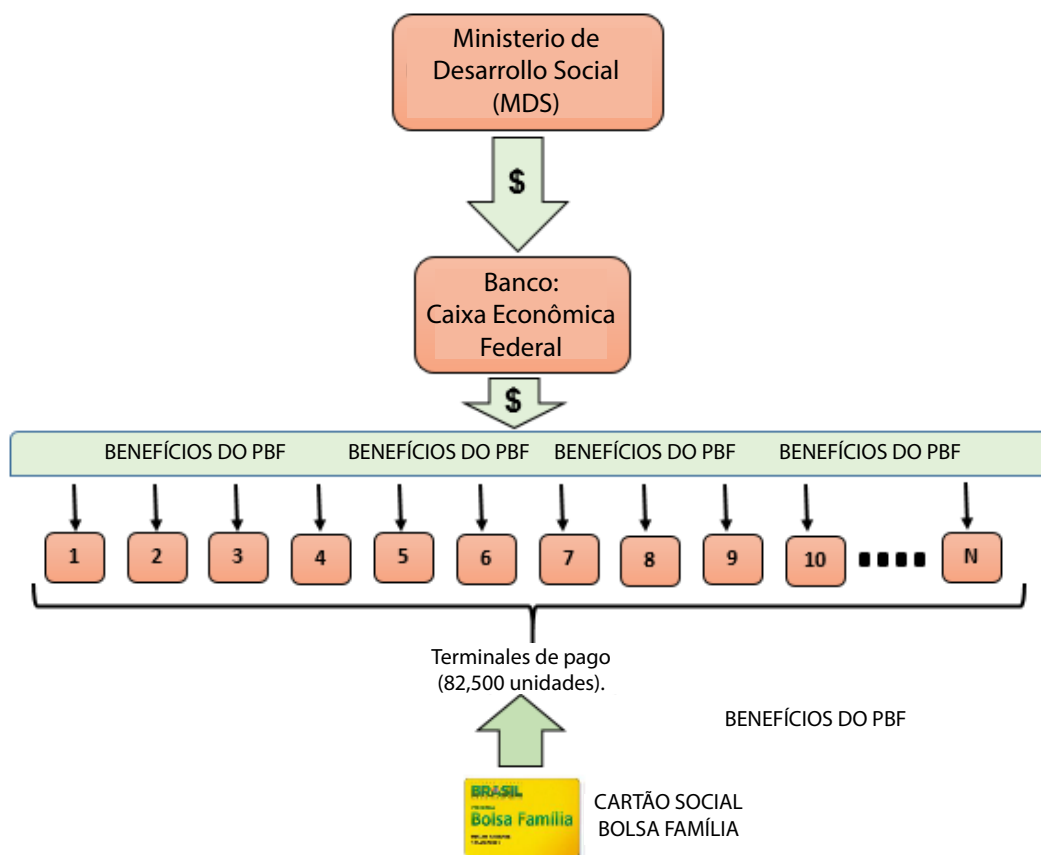 Ministerio de
Desarrollo Social
(MDS)
$
Banco:
Caixa Econômica
Federal
$
BENEFÍCIOS DO PBF BENEFÍCIOS DO PBF BENEFÍCIOS DO PBF BENEFÍCIOS DO PBF
1 2 3 4 5 6 7 8 9 10 N
Terminales de pago
(82,500 unidades).
BENEFÍCIOS DO PBF
BRASIL
Bolsa Família
CARTÃO SOCIAL
BOLSA FAMÍLIA